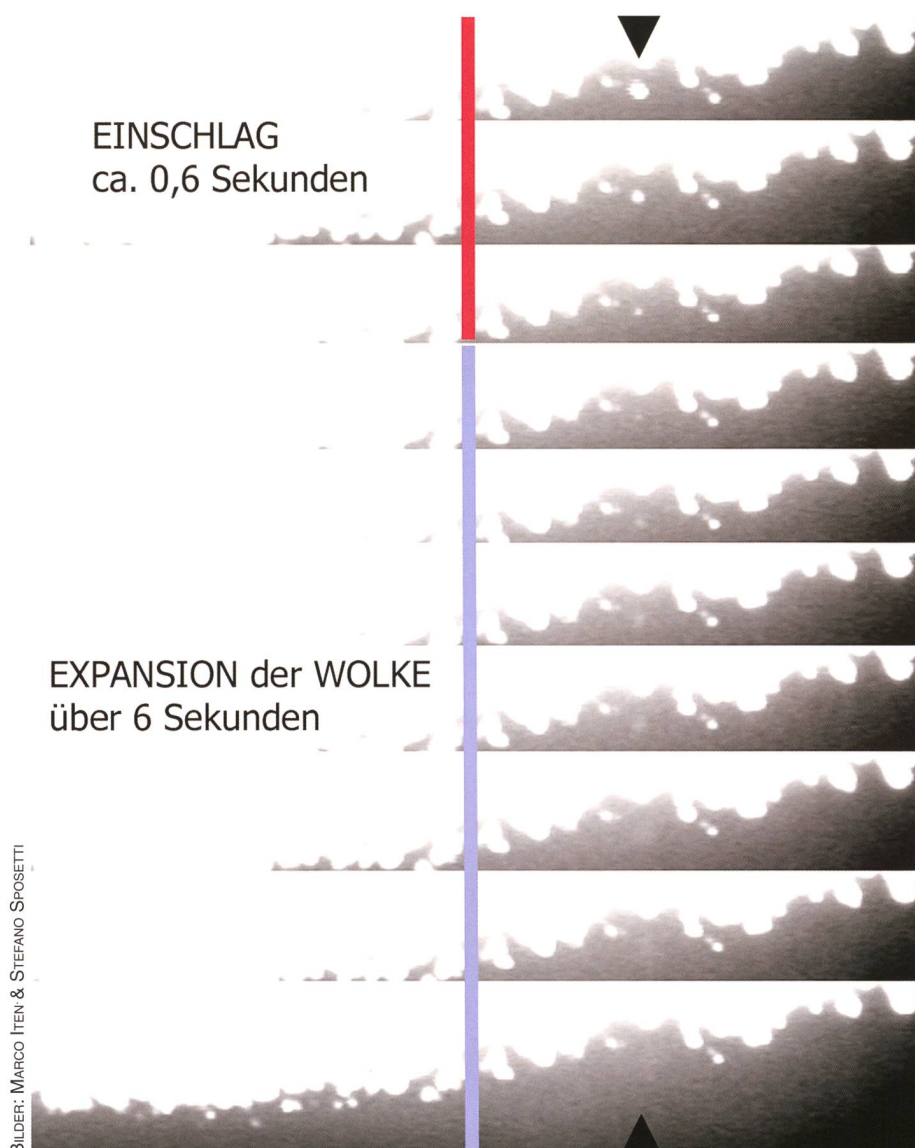 EINSCHLAG
ca. 0,6 Sekunden
EXPANSION der WOLKE
über 6 Sekunden
BILDER: MARCO ITEN & STEFANO SPOSETTI